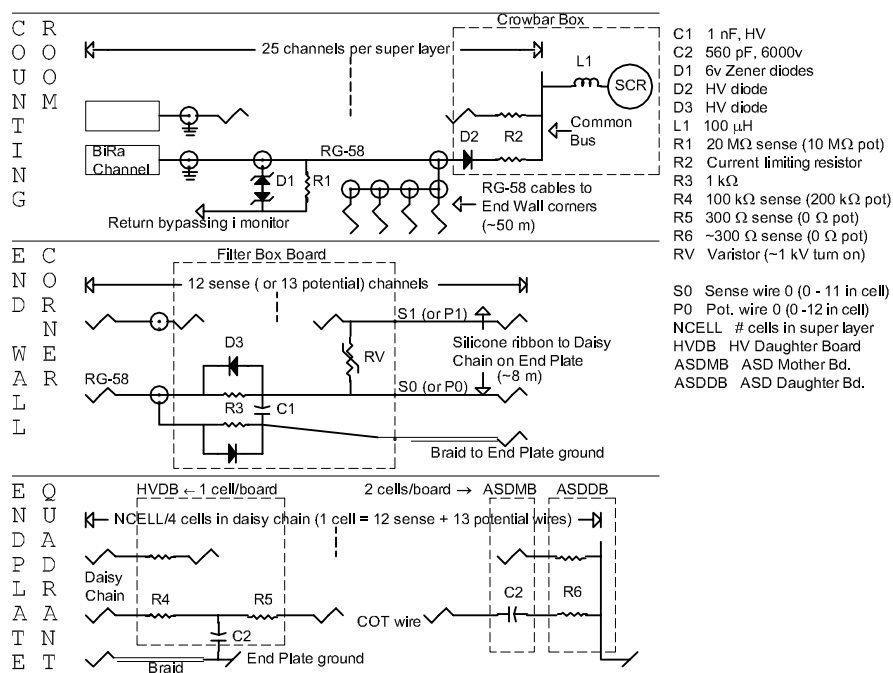 COUNTING
ROOM
Crowbar Box
25 channels per super layer
L1
SCR
D2
R2
Common
Bus
BiRa
Channel
RG-58
D1
R1
RG-58 cables to
End Wall corners
(~50 m)
Return bypassing i monitor
END WALL
CORNER
Filter Box Board
12 sense ( or 13 potential) channels
S1 (or P1)
D3
RV
Silicone ribbon to Daisy
Chain on End Plate
(~8 m)
RG-58
S0 (or P0)
R3
C1
Braid to End Plate ground
ENDPLATE
QUADRANT
HVDB ← 1 cell/board
2 cells/board → ASDMB ASDDB
NCELL/4 cells in daisy chain (1 cell = 12 sense + 13 potential wires)
Daisy
Chain
R4
R5
C2
R6
COT wire
C2
End Plate ground
Braid
C1 1 nF, HV
C2 560 pF, 6000v
D1 6v Zener diodes
D2 HV diode
D3 HV diode
L1 100 μH
R1 20 MΩ sense (10 MΩ pot)
R2 Current limiting resistor
R3 1 kΩ
R4 100 kΩ sense (200 kΩ pot)
R5 300 Ω sense (0 Ω pot)
R6 ~300 Ω sense (0 Ω pot)
RV Varistor (~1 kV turn on)
S0 Sense wire 0 (0 - 11 in cell)
P0 Pot. wire 0 (0 -12 in cell)
NCELL # cells in super layer
HVDB HV Daughter Board
ASDMB ASD Mother Bd.
ASDDB ASD Daughter Bd.